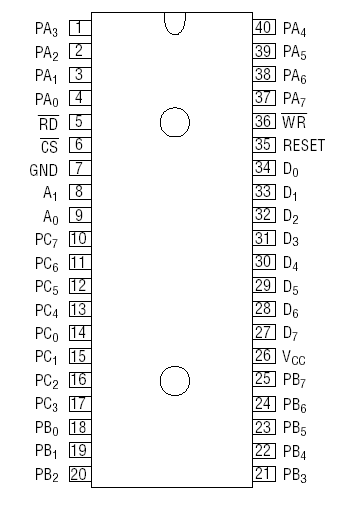 PA3 1 40 PA4
PA2 2 39 PA5
PA1 3 38 PA6
PA0 4 37 PA7
R̅D̅ 5 36 W̅R̅
C̅S̅ 6 35 RESET
GND 7 34 D0
A1 8 33 D1
A0 9 32 D2
PC7 10 31 D3
PC6 11 30 D4
PC5 12 29 D5
PC4 13 28 D6
PC0 14 27 D7
PC1 15 26 VCC
PC2 16 25 PB7
PC3 17 24 PB6
PB0 18 23 PB5
PB1 19 22 PB4
PB2 20 21 PB3